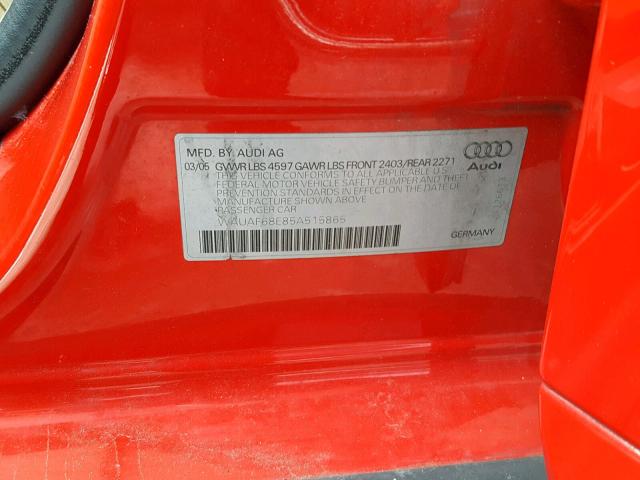 MFD. BY AUDI AG
03/05 GVWR LBS 4597 GAWR LBS FRONT 2403/REAR 2271
THIS VEHICLE CONFORMS TO ALL APPLICABLE U.S.
FEDERAL MOTOR VEHICLE SAFETY BUMPER AND THEFT
PREVENTION STANDARDS IN EFFECT ON THE DATE OF
MANUFACTURE SHOWN ABOVE
PASSENGER CAR
WAUAF68E85A515865
Audi
GERMANY